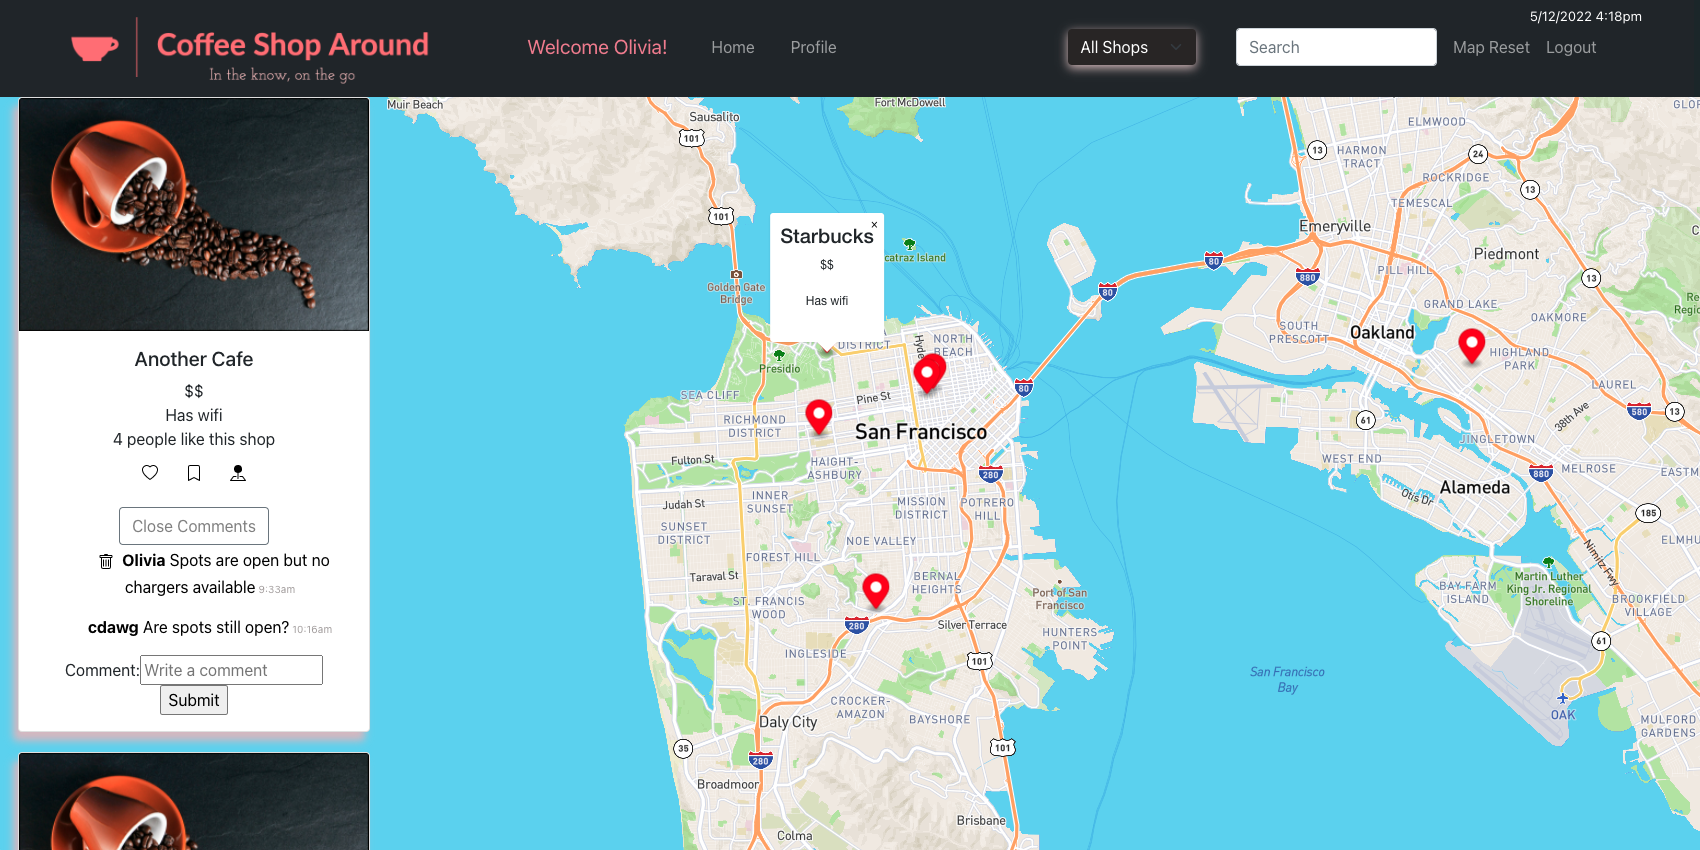 5/12/2022 4:18pm
Coffee Shop Around
In the know, on the go
Welcome Olivia!
Home
Profile
All Shops
Search
Map Reset
Logout
Another Cafe
$$
Has wifi
4 people like this shop
Close Comments
Olivia Spots are open but no
chargers available 9:33am
cdawg Are spots still open? 10:16am
Comment:
Write a comment
Submit
Muir Beach
Sausalito
101
Fort McDowell
101
Starbucks
×
$$
Has wifi
catraz Island
Golden Gate
Bridge
DISTRICT
Hyde
NORTH
BEACH
Presidio
SEA CLIFF
Pine St
80
RICHMOND
DISTRICT
San Francisco
Fulton St
HAIGHT-
ASHBURY
280
INNER
SUNSET
Judah St
MISSION
DISTRICT
POTRERO
HILL
SUNSET
DISTRICT
NOE VALLEY
FOREST HILL
Taraval St
BERNAL
HEIGHTS
ST. FRANCIS
WOOD
Port of San
Francisco
280
Silver Terrace
HUNTERS
POINT
INGLESIDE
101
CROCKER-
AMAZON
BAYSHORE
Daly City
35
280
101
Broadmoor
Brisbane
Colma
ELMWOOD
GLOR
13
HARMON
TRACT
24
ROCKRIDGE
13
TEMESCAL
Emeryville
Piedmont
80
880
PILL HILL
13
80
GRAND LAKE
Re
Regio
OAKMORE
SOUTH
PRESCOTT
Oakland
HIGHLAND
PARK
LAUREL
61
38th Ave
580
13
JINGLETOWN
WEST END
880
MELROSE
EASTM
Alameda
Otis Dr
185
ELMHU
Nimitz Fwy
BAY FARM
ISLAND
Martin Luther
King Jr. Regional
Shoreline
BROOKFIELD
VILLAGE
61
San Francisco
Bay
OAK
MULFORD
GARDENS